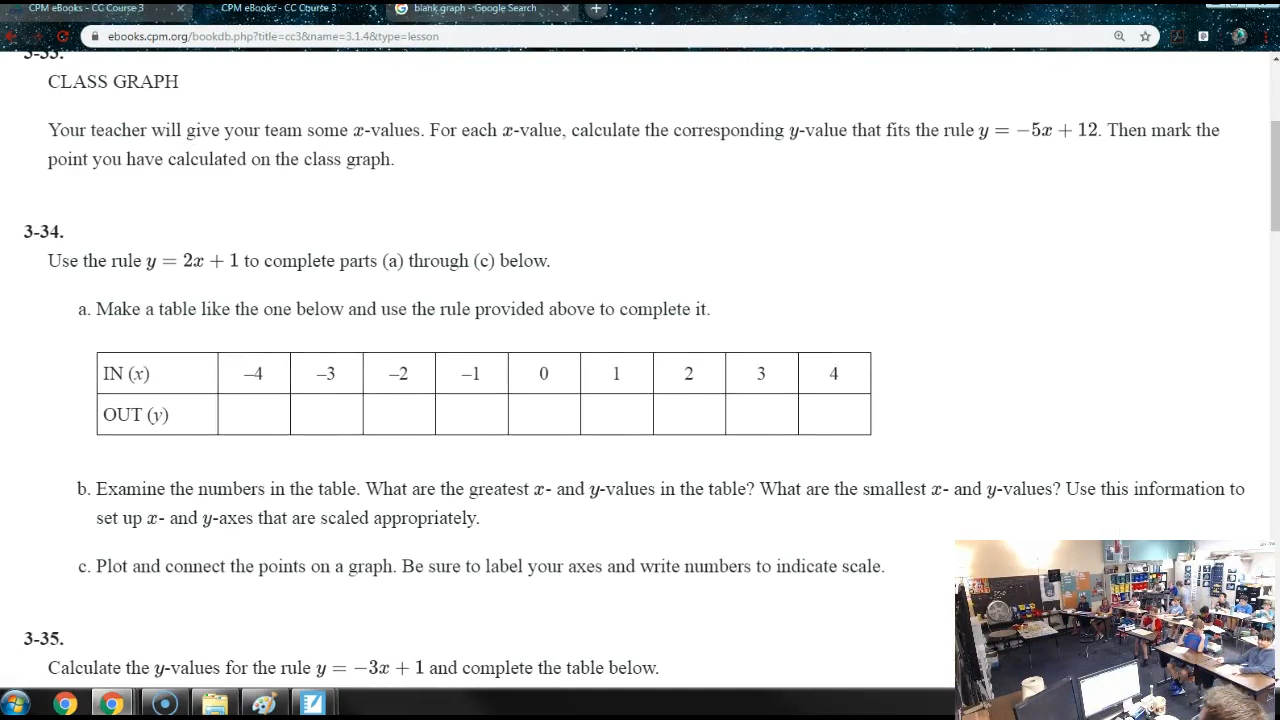 CPM eBooks - CC Course 3 CPM eBooks - CC Course 3 blank graph - Google Search
ebooks.cpm.org/bookdb.php?title=cc3&name=3.1.4&type=lesson
3-33.
CLASS GRAPH
Your teacher will give your team some x-values. For each x-value, calculate the corresponding y-value that fits the rule y = −5x + 12. Then mark the
point you have calculated on the class graph.
3-34.
Use the rule y = 2x + 1 to complete parts (a) through (c) below.
a. Make a table like the one below and use the rule provided above to complete it.
IN (x) –4 –3 –2 –1 0 1 2 3 4
OUT (y)
b. Examine the numbers in the table. What are the greatest x- and y-values in the table? What are the smallest x- and y-values? Use this information to
set up x- and y-axes that are scaled appropriately.
c. Plot and connect the points on a graph. Be sure to label your axes and write numbers to indicate scale.
3-35.
Calculate the y-values for the rule y = −3x + 1 and complete the table below.